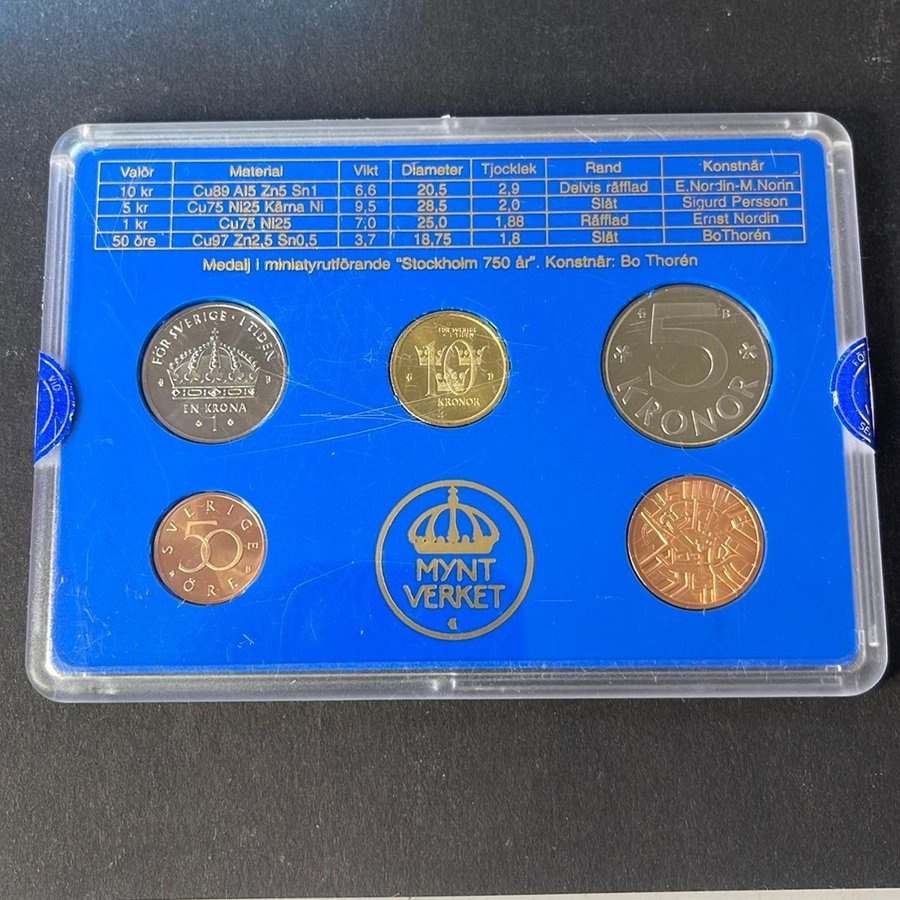 Valör Material Vikt Diameter Tjocklek Rand Konstnär
10 kr Cu89 Al5 Zn5 Sn1 6,6 20,5 2,9 Delvis räfflad E.Nordin-M.Norin
5 kr Cu75 Ni25 Kärna Ni 9,5 28,5 2,0 Slät Sigurd Persson
1 kr Cu75 Ni25 7,0 25,0 1,88 Räfflad Ernst Nordin
50 öre Cu97 Zn2,5 Sn0,5 3,7 18,75 1,8 Slät BoThorén
Medalj i miniatyrutförande "Stockholm 750 år". Konstnär: Bo Thorén
FÖR SVERIGE · I TIDEN
B
EN KRONA
1
FÖR SVERIGE
I TIDEN
10
B
KRONOR
B
5
KRONOR
SVERIGE
50
B
ÖRE
MYNT
VERKET